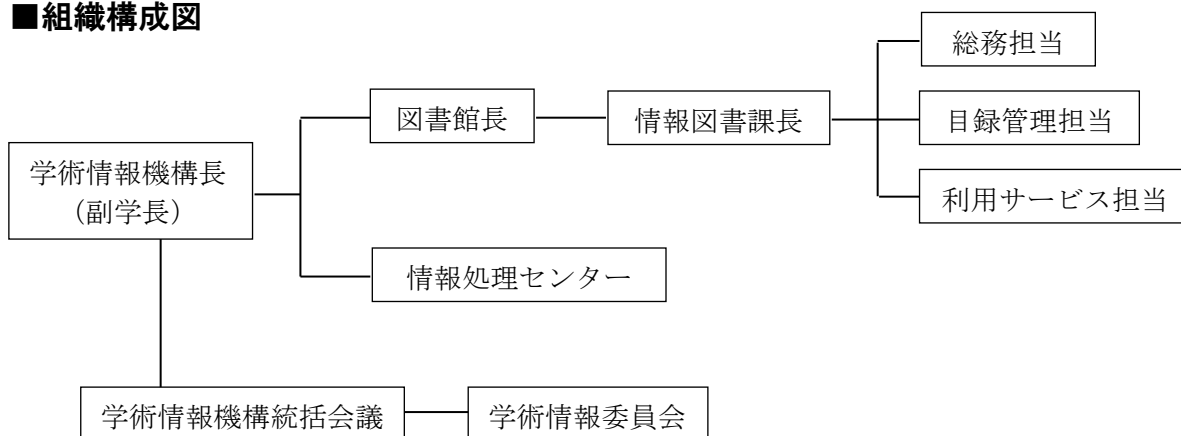 ■組織構成図
総務担当
図書館長
情報図書課長
目録管理担当
学術情報機構長
（副学長）
利用サービス担当
情報処理センター
学術情報機構統括会議
学術情報委員会